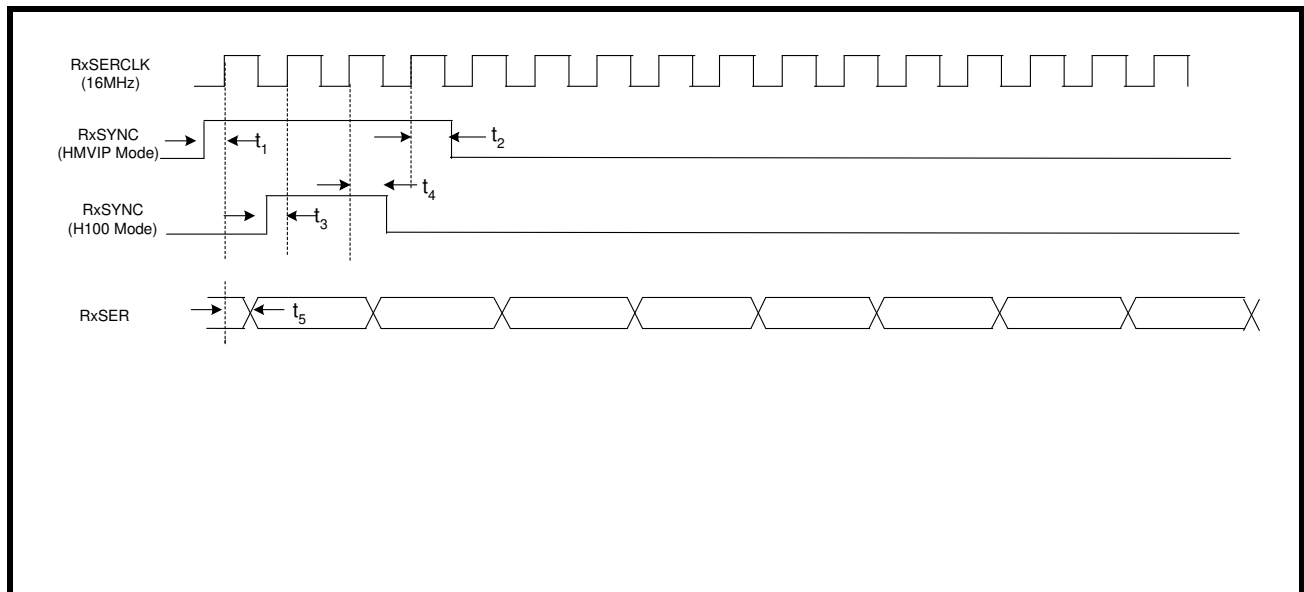 RxSERCLK
(16MHz)
RxSYNC
(HMVIP Mode)
t1
t2
t4
RxSYNC
(H100 Mode)
t3
RxSER
t5